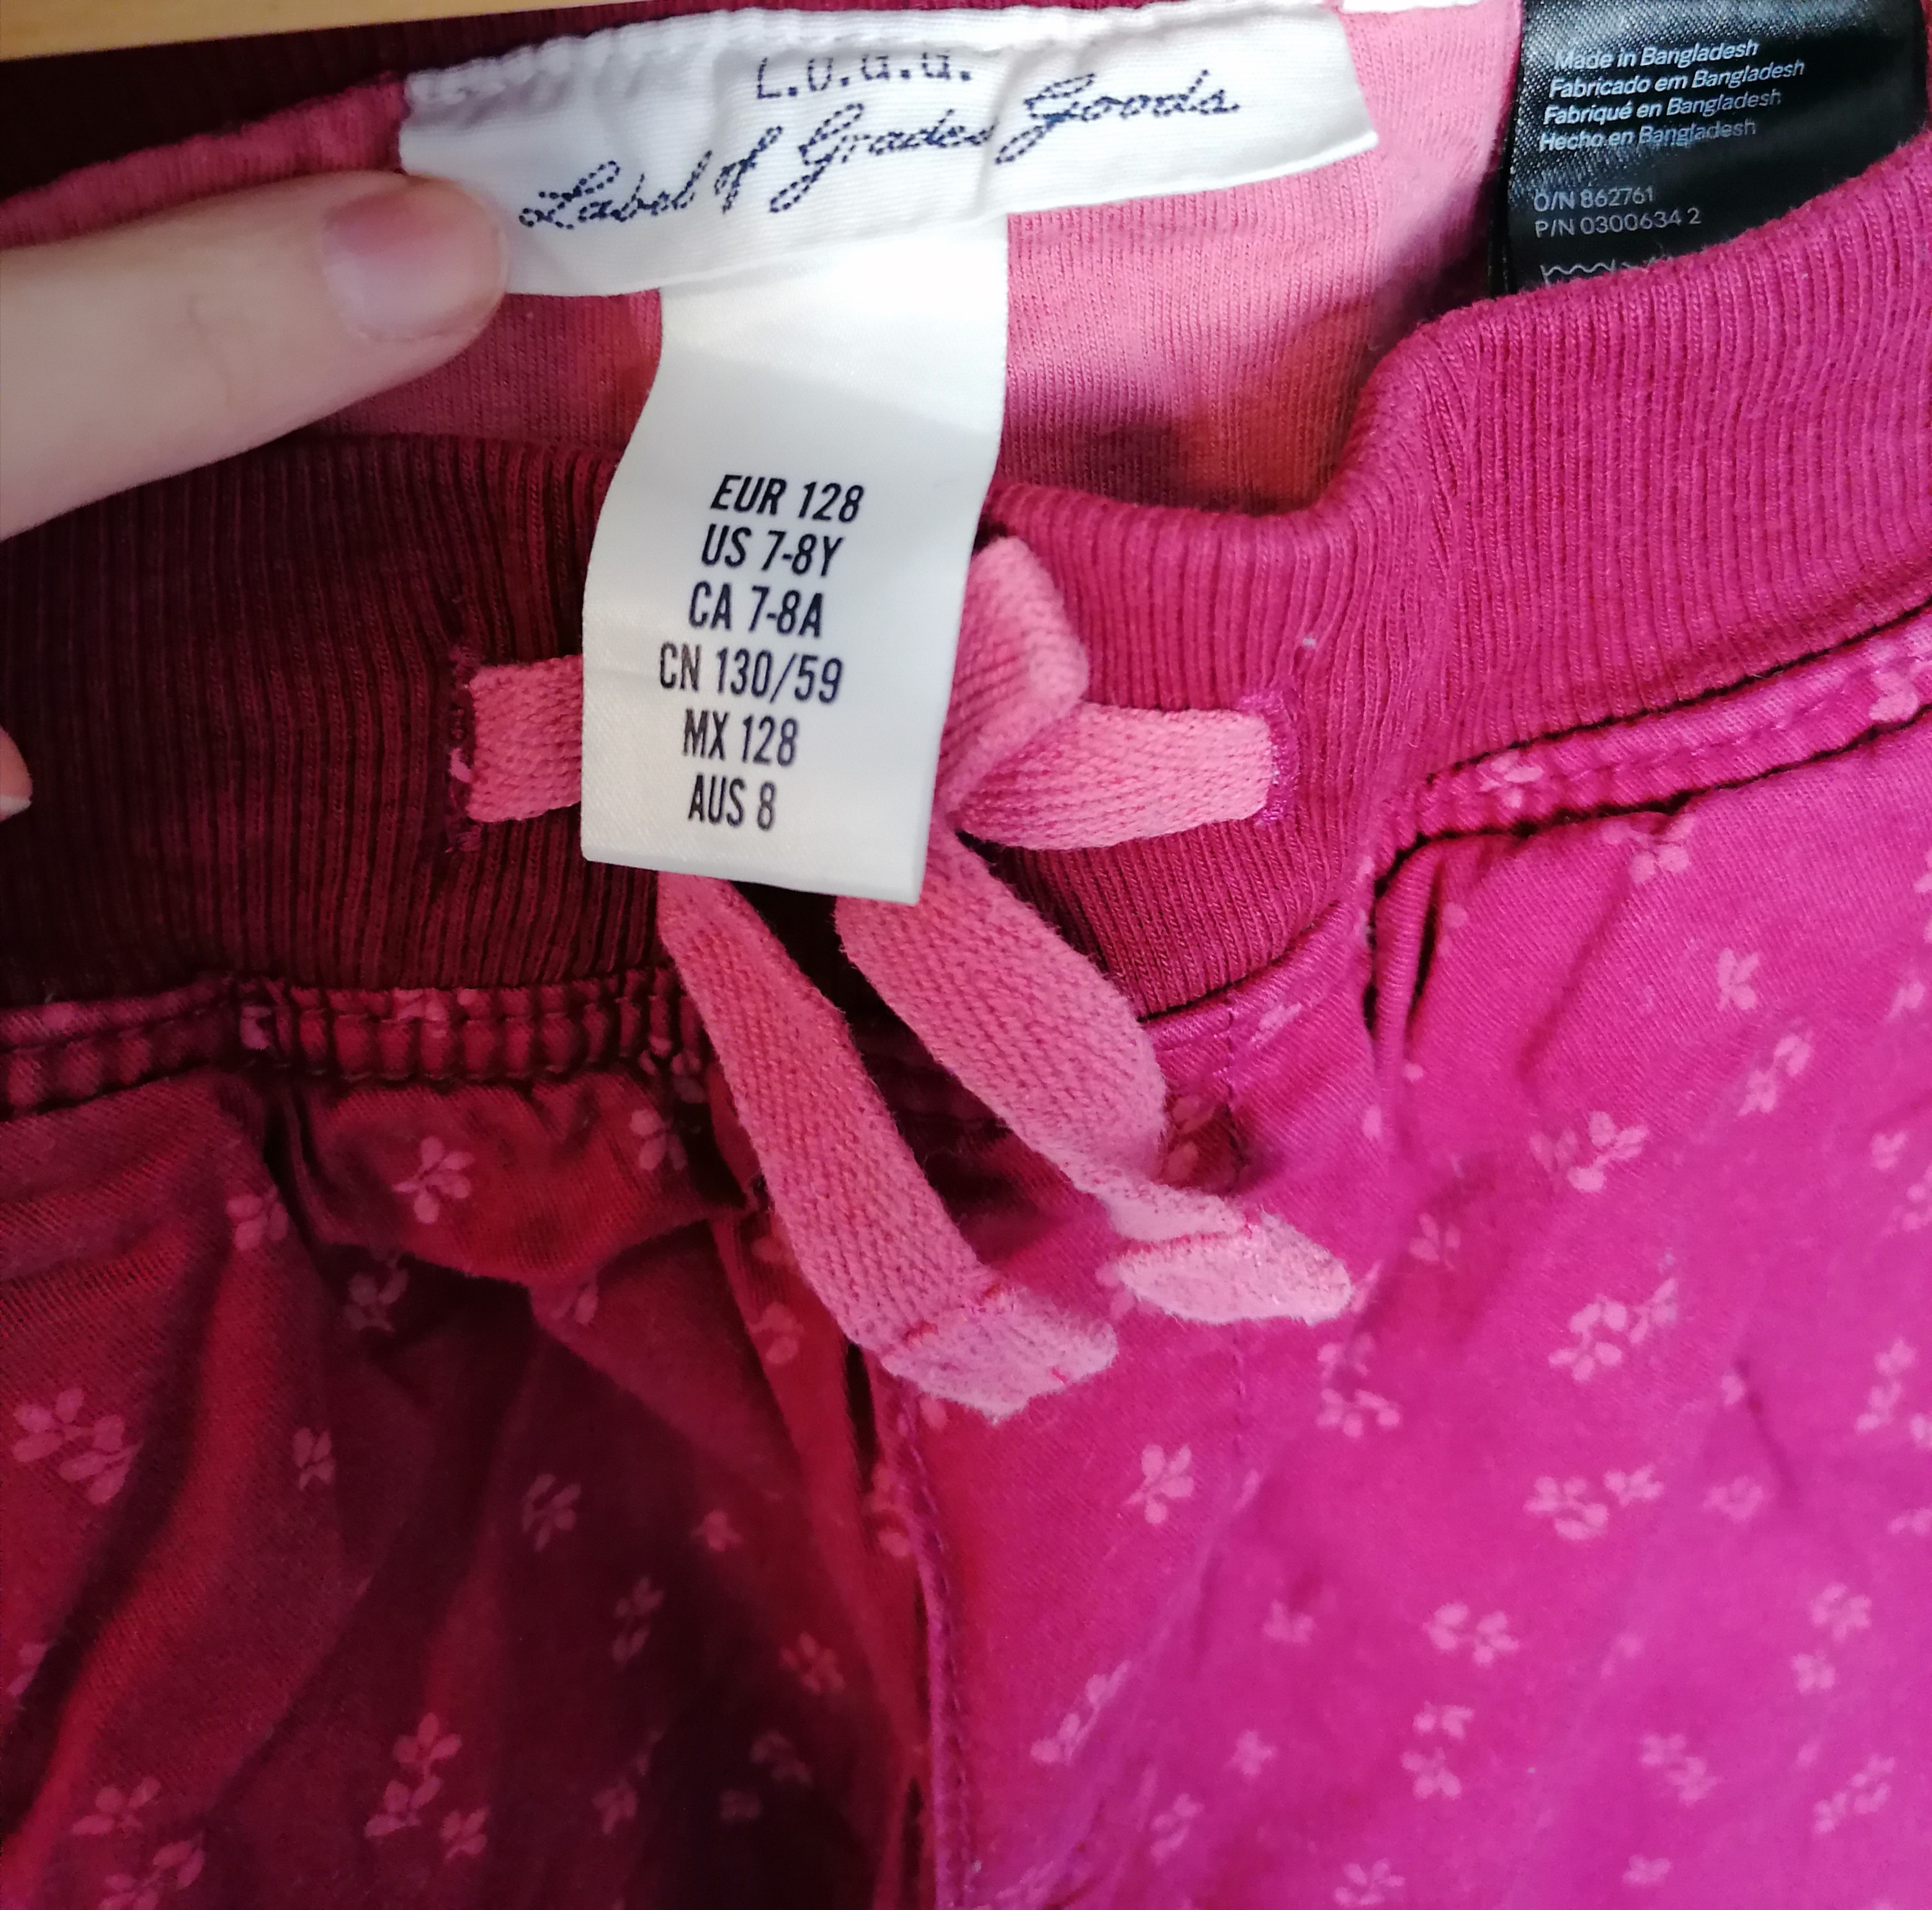 L.O.G.G.
Label of Graded Goods
EUR 128
US 7-8Y
CA 7-8A
CN 130/59
MX 128
AUS 8
Made in Bangladesh
Fabricado em Bangladesh
Fabriqué en Bangladesh
Hecho en Bangladesh
O/N 862761
P/N 0300634 2